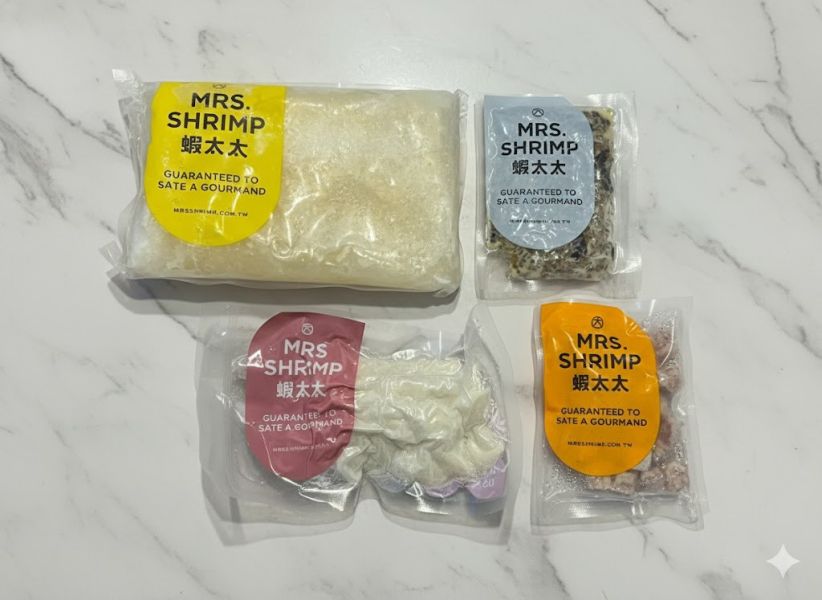 MRS.
SHRIMP
蝦太太
GUARANTEED TO
SATE A GOURMAND
MRSSHRIMP.COM.TW
MRS.
SHRIMP
蝦太太
GUARANTEED TO
SATE A GOURMAND
MRS
SHRIMP
蝦太太
GUARANTEED TO
SATE A GOURMAND
MRS.
SHRIMP
蝦太太
GUARANTEED TO
SATE A GOURMAND
MRSSHRIMP.COM.TW